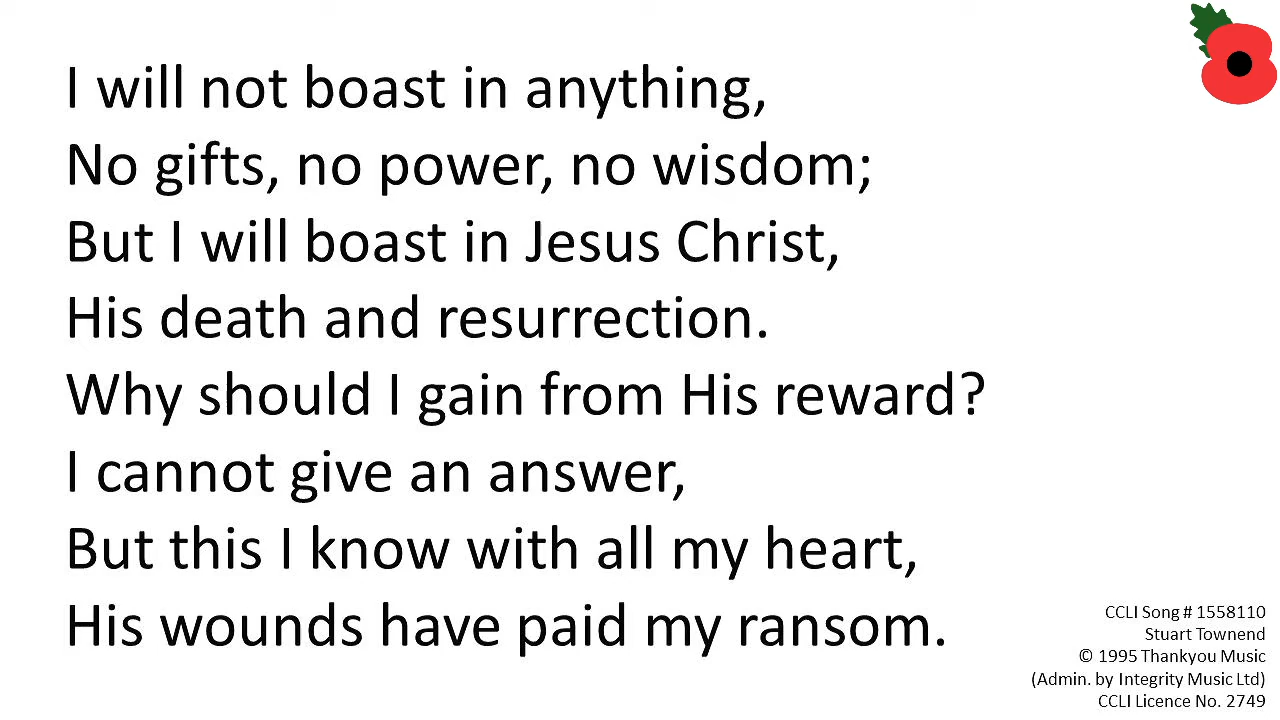 I will not boast in anything,
No gifts, no power, no wisdom;
But I will boast in Jesus Christ,
His death and resurrection.
Why should I gain from His reward?
I cannot give an answer,
But this I know with all my heart,
His wounds have paid my ransom.
CCLI Song # 1558110
Stuart Townend
© 1995 Thankyou Music
(Admin. by Integrity Music Ltd)
CCLI Licence No. 2749